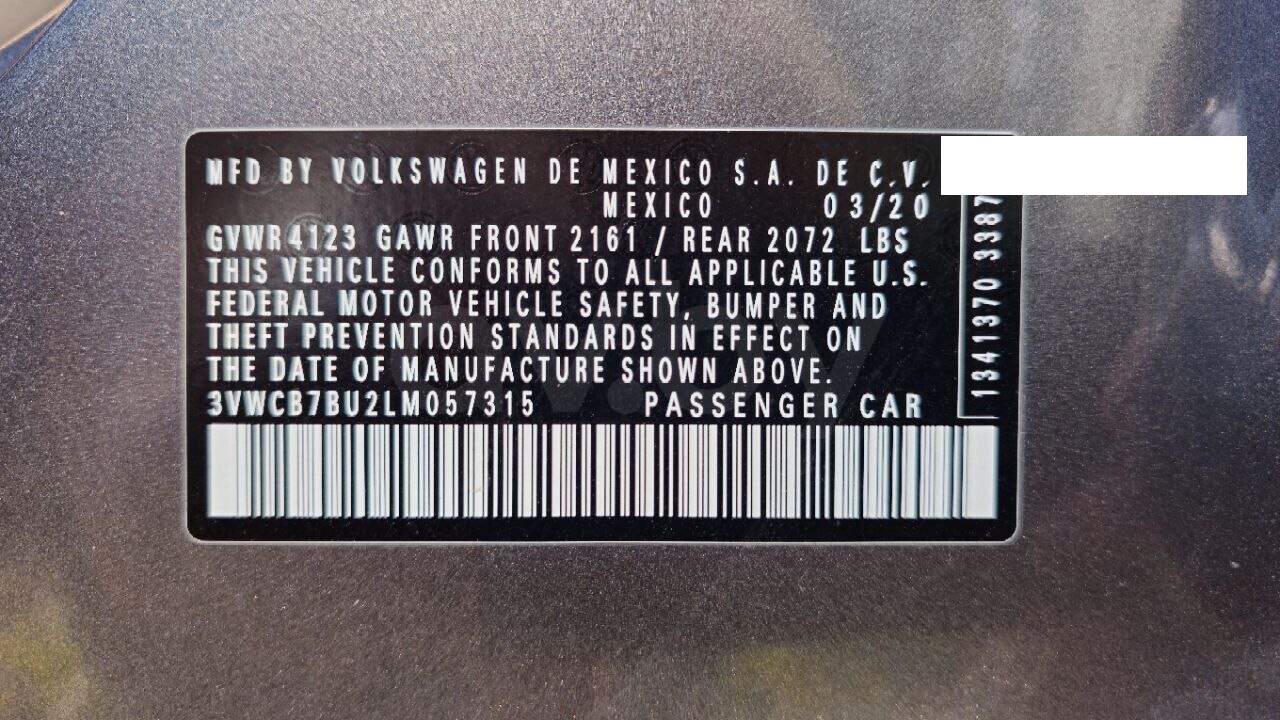 MFD BY VOLKSWAGEN DE MEXICO S.A. DE C.V.
MEXICO 03/20
GVWR4123 GAWR FRONT 2161 / REAR 2072 LBS
THIS VEHICLE CONFORMS TO ALL APPLICABLE U.S.
FEDERAL MOTOR VEHICLE SAFETY, BUMPER AND
THEFT PREVENTION STANDARDS IN EFFECT ON
THE DATE OF MANUFACTURE SHOWN ABOVE.
3VWCB7BU2LM057315 PASSENGER CAR
1341370 3387